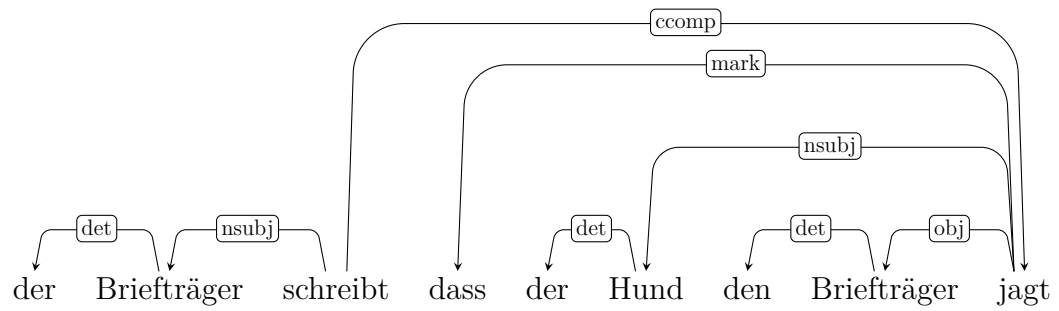 ccomp
mark
nsubj
det nsubj det det obj
der Briefträger schreibt dass der Hund den Briefträger jagt